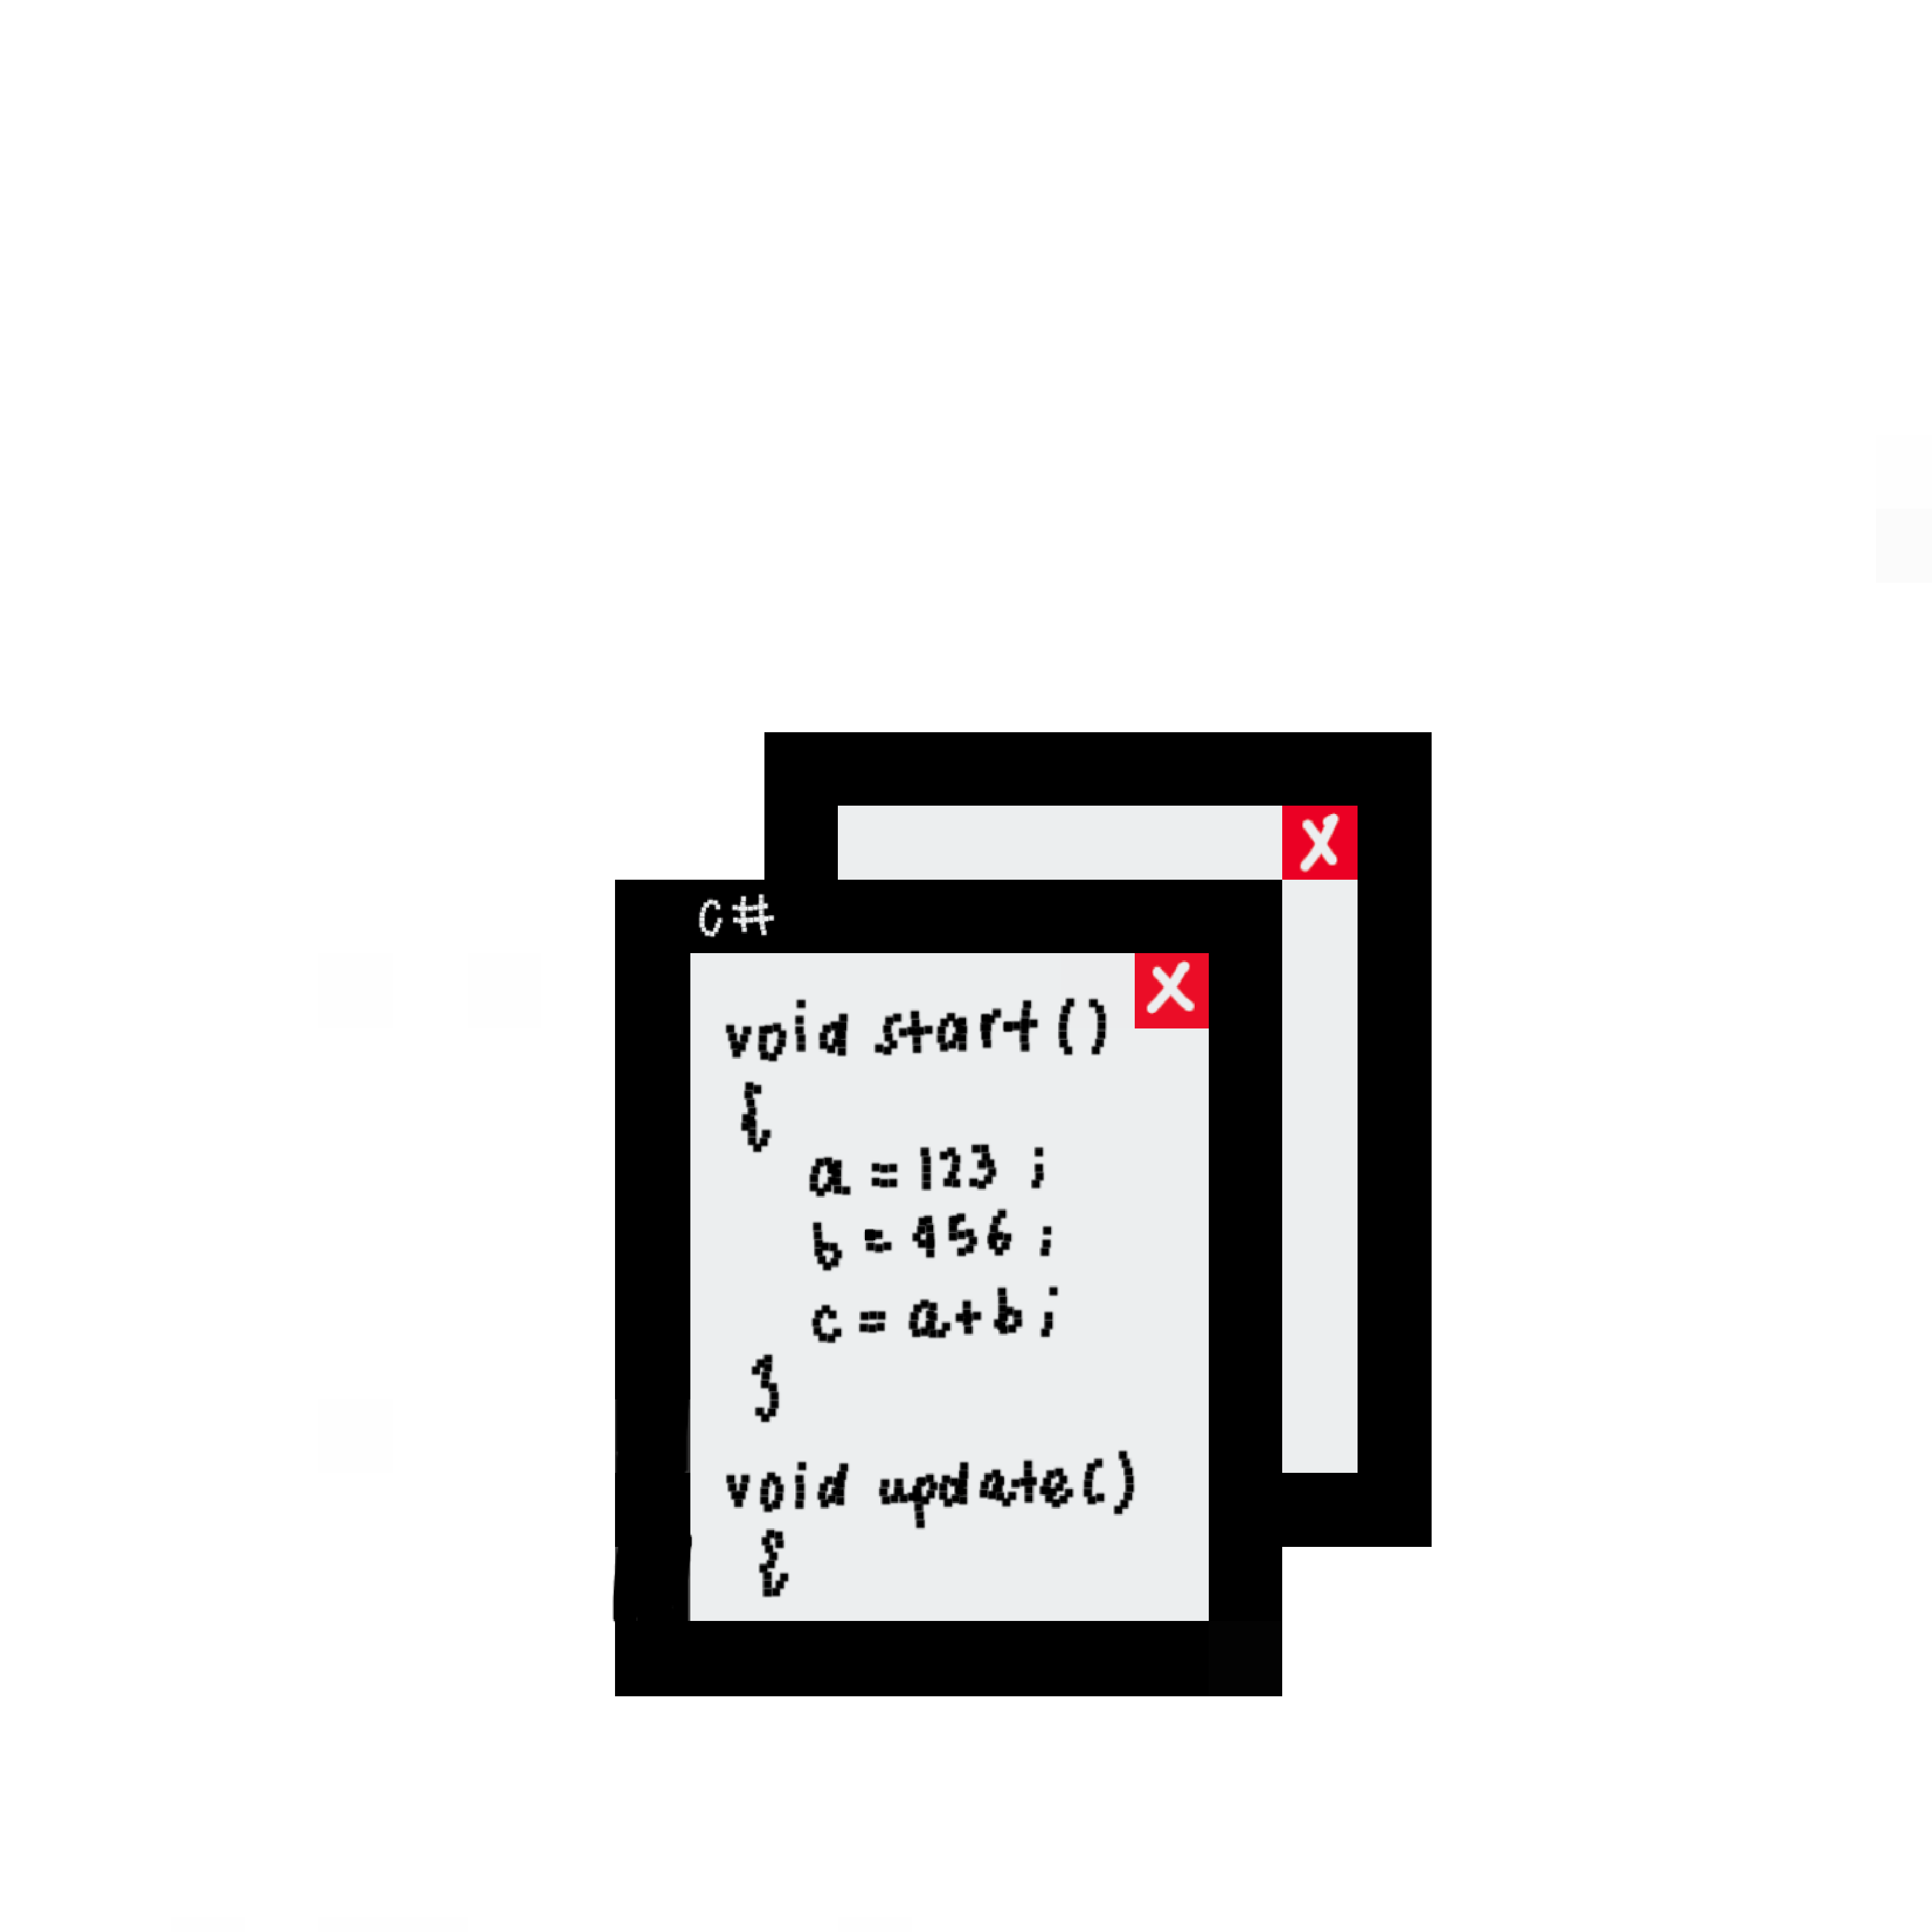 c#
void start()
{
a = 123 ;
b = 456 ;
c = a+b;
}
void update()
{